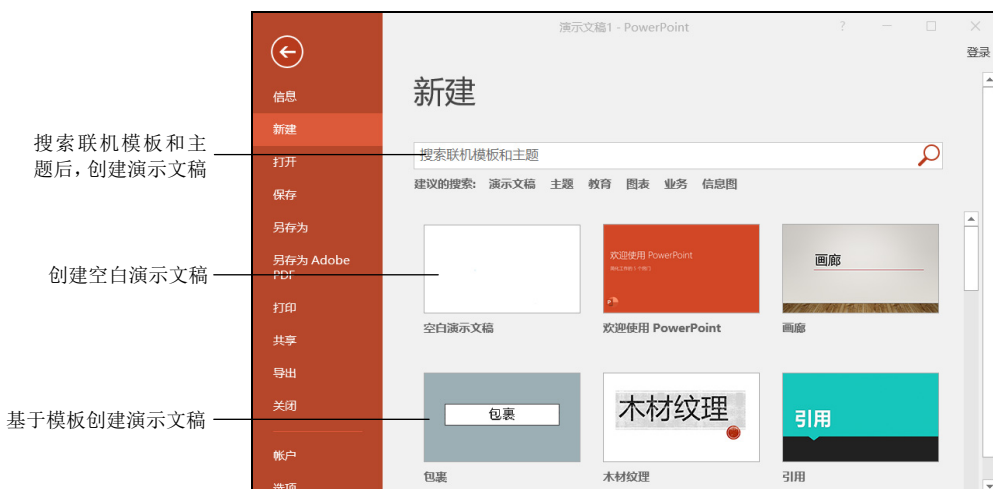 演示文稿1 - PowerPoint
?
登录
信息
新建
打开
保存
另存为
另存为 Adobe
PDF
打印
共享
导出
关闭
帐户
选项
新建
搜索联机模板和主题
建议的搜索: 演示文稿 主题 教育 图表 业务 信息图
欢迎使用 PowerPoint
画廊
空白演示文稿
欢迎使用 PowerPoint
画廊
包裹
木材纹理
引用
包裹
木材纹理
引用
搜索联机模板和主
题后，创建演示文稿
创建空白演示文稿
基于模板创建演示文稿